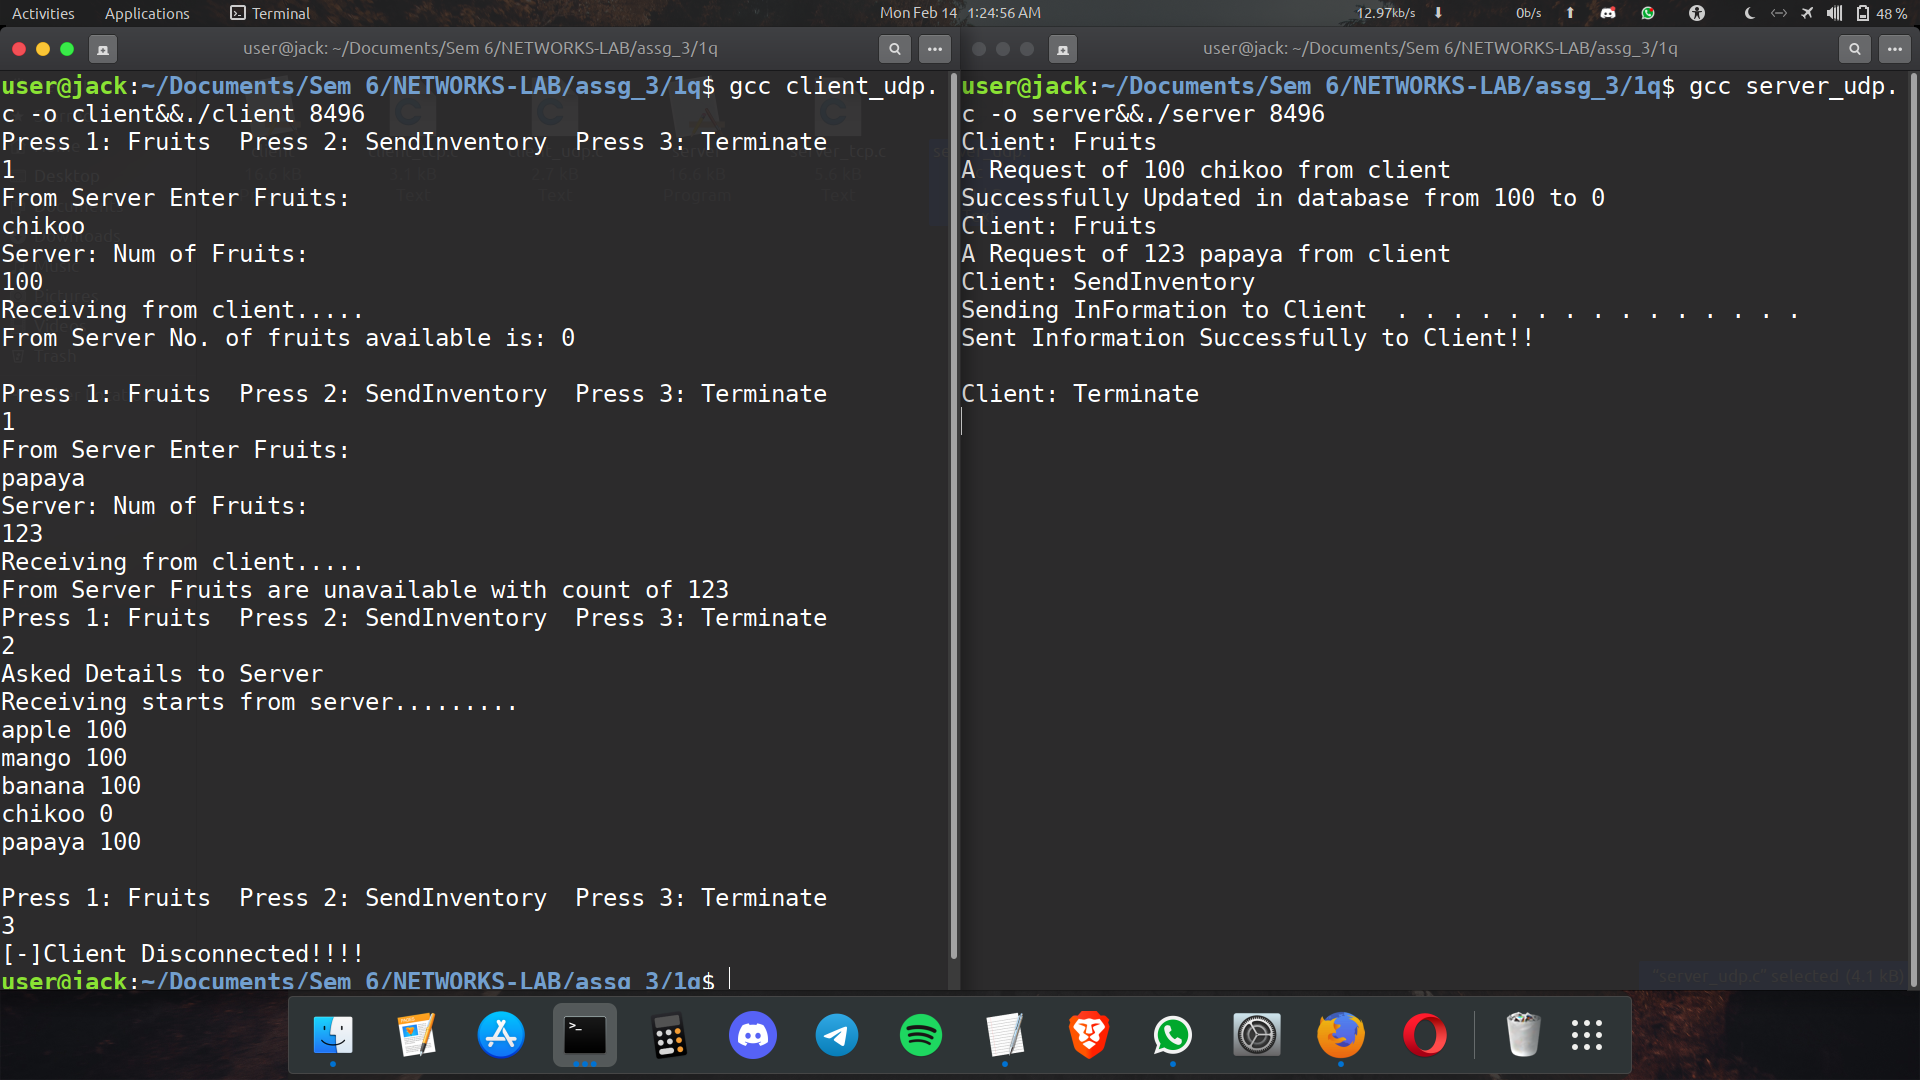 Activities
Applications
Terminal
Mon Feb 14 1:24:56 AM
12.97kb/s
0b/s
48 %
user@jack: ~/Documents/Sem 6/NETWORKS-LAB/assg_3/1q
user@jack:~/Documents/Sem 6/NETWORKS-LAB/assg_3/1q$ gcc client_udp.
c -o client&&./client 8496
Press 1: Fruits  Press 2: SendInventory  Press 3: Terminate
1
From Server Enter Fruits:
chikoo
Server: Num of Fruits:
100
Receiving from client.....
From Server No. of fruits available is: 0
Press 1: Fruits  Press 2: SendInventory  Press 3: Terminate
1
From Server Enter Fruits:
papaya
Server: Num of Fruits:
123
Receiving from client.....
From Server Fruits are unavailable with count of 123
Press 1: Fruits  Press 2: SendInventory  Press 3: Terminate
2
Asked Details to Server
Receiving starts from server.........
apple 100
mango 100
banana 100
chikoo 0
papaya 100
Press 1: Fruits  Press 2: SendInventory  Press 3: Terminate
3
[-]Client Disconnected!!!!
user@jack:~/Documents/Sem 6/NETWORKS-LAB/assg_3/1q$
user@jack: ~/Documents/Sem 6/NETWORKS-LAB/assg_3/1q
user@jack:~/Documents/Sem 6/NETWORKS-LAB/assg_3/1q$ gcc server_udp.
c -o server&&./server 8496
Client: Fruits
A Request of 100 chikoo from client
Successfully Updated in database from 100 to 0
Client: Fruits
A Request of 123 papaya from client
Client: SendInventory
Sending InFormation to Client  . . . . . . . . . . . . . . .
Sent Information Successfully to Client!!
Client: Terminate
"server_udp.c" selected (4.1 kB)